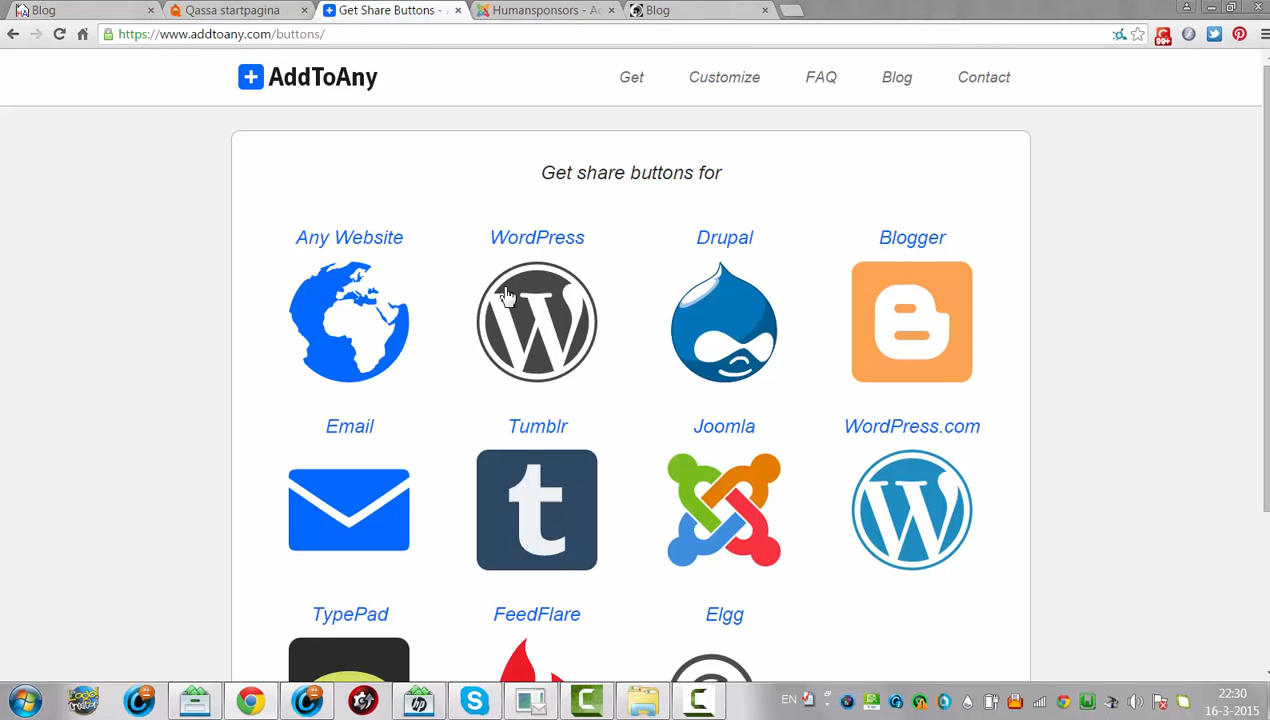 Blog
Qassa startpagina
Get Share Buttons -
Humansponsors - Ac
Blog
https://www.addtoany.com/buttons/
99+
AddToAny
Get
Customize
FAQ
Blog
Contact
Get share buttons for
Any Website
WordPress
Drupal
Blogger
Email
Tumblr
Joomla
WordPress.com
TypePad
FeedFlare
Elgg
EN
22:30
16-3-2015